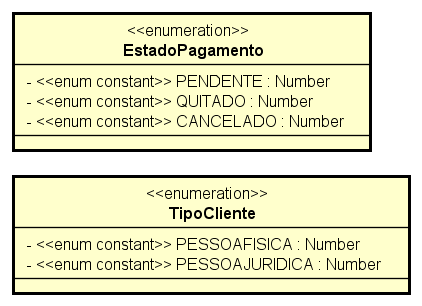 <<enumeration>>
EstadoPagamento
- <<enum constant>> PENDENTE : Number
- <<enum constant>> QUITADO : Number
- <<enum constant>> CANCELADO : Number
<<enumeration>>
TipoCliente
- <<enum constant>> PESSOAFISICA : Number
- <<enum constant>> PESSOAJURIDICA : Number